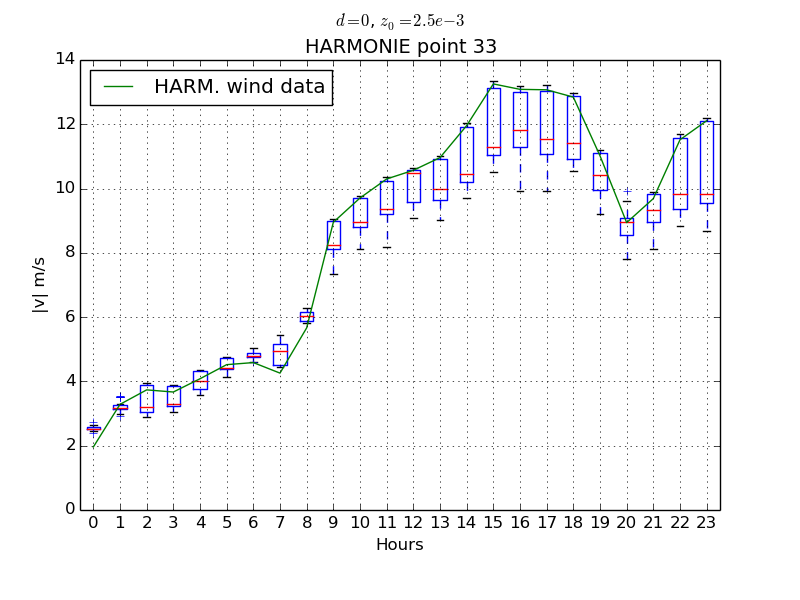 d=0, z₀=2.5e−3
HARMONIE point 33
HARM. wind data
|v| m/s
14
12
10
8
6
4
2
0
0 1 2 3 4 5 6 7 8 9 10 11 12 13 14 15 16 17 18 19 20 21 22 23
Hours